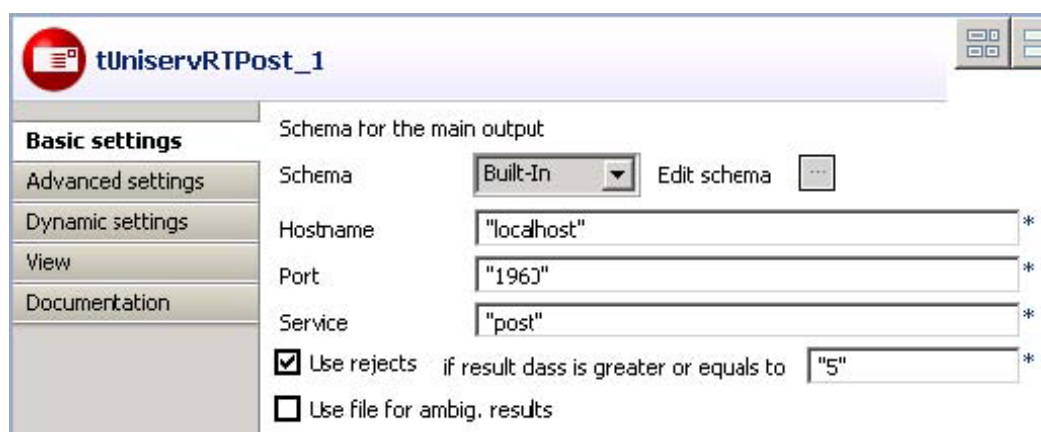 tUniservRTPost_1
Basic settings
Advanced settings
Dynamic settings
View
Documentation
Schema for the main output
Schema Built-In Edit schema ...
Hostname "localhost" *
Port "1960" *
Service "post" *
Use rejects if result class is greater or equals to "5" *
Use file for ambig. results